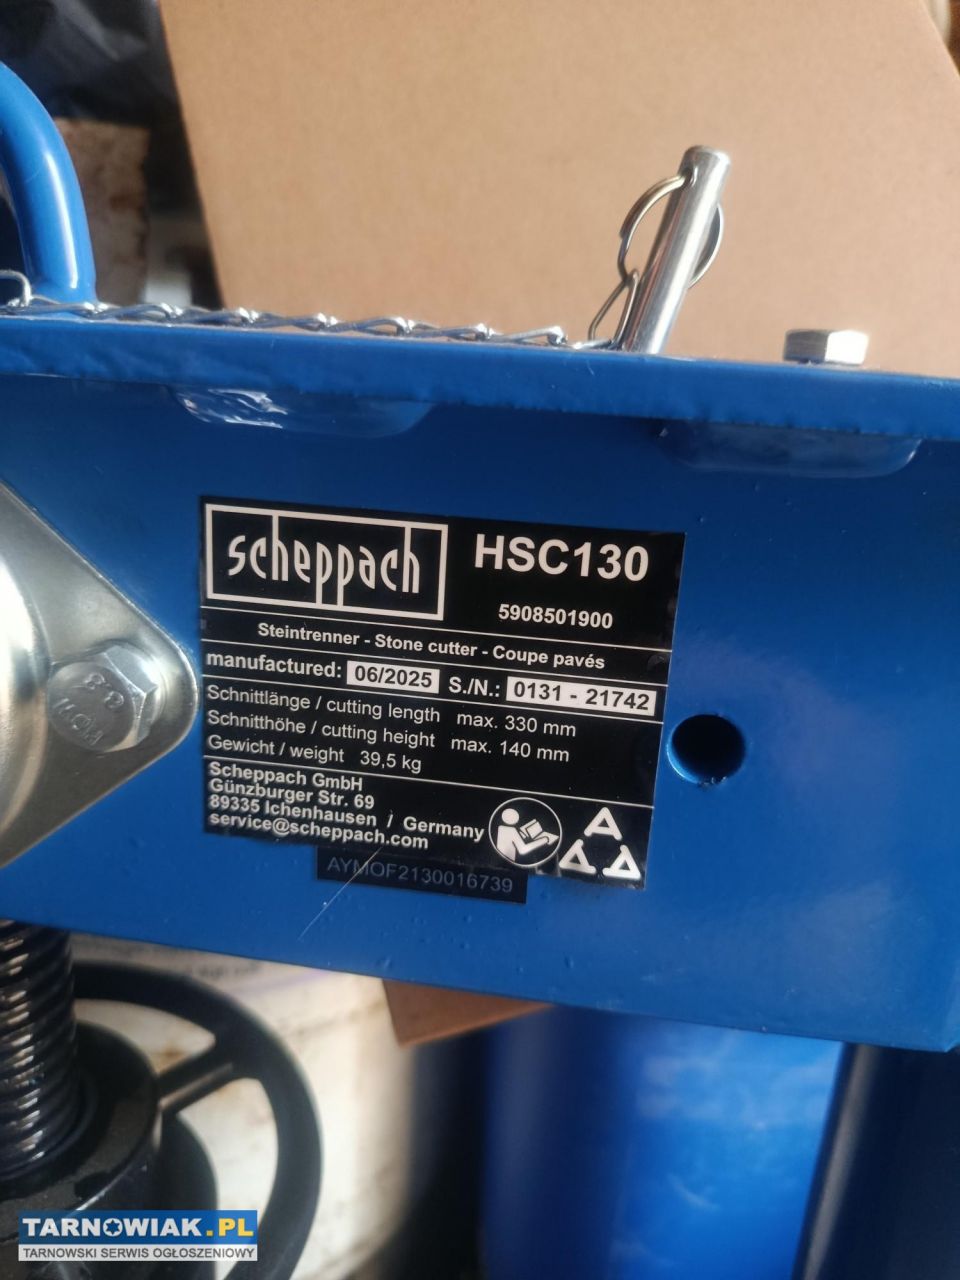 scheppach
HSC130
5908501900
Steintrenner - Stone cutter - Coupe pavés
manufactured: 06/2025 S./N.: 0131 - 21742
Schnittlänge / cutting length max. 330 mm
Schnitthöhe / cutting height max. 140 mm
Gewicht / weight 39,5 kg
Scheppach GmbH
Günzburger Str. 69
89335 Ichenhausen / Germany
service@scheppach.com
AYMOF2130016739
8.8
TARNOWIAK.PL
TARNOWSKI SERWIS OGŁOSZENIOWY